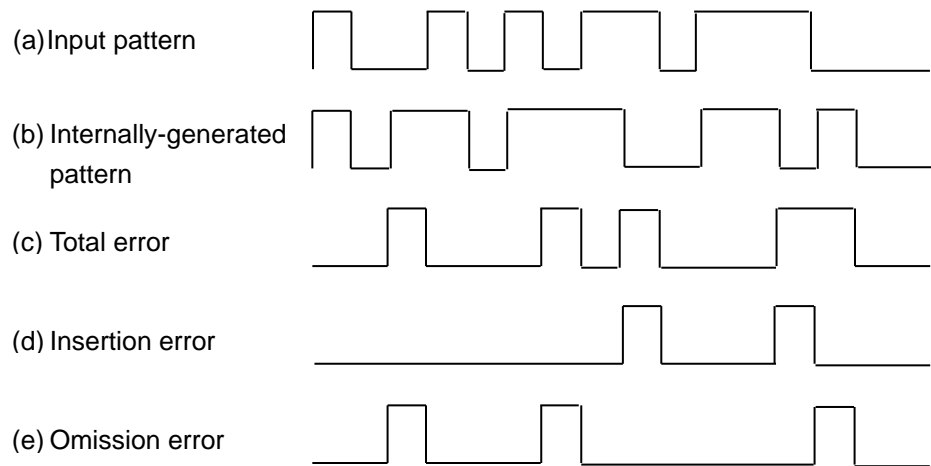 (a) Input pattern
(b) Internally-generated
pattern
(c) Total error
(d) Insertion error
(e) Omission error